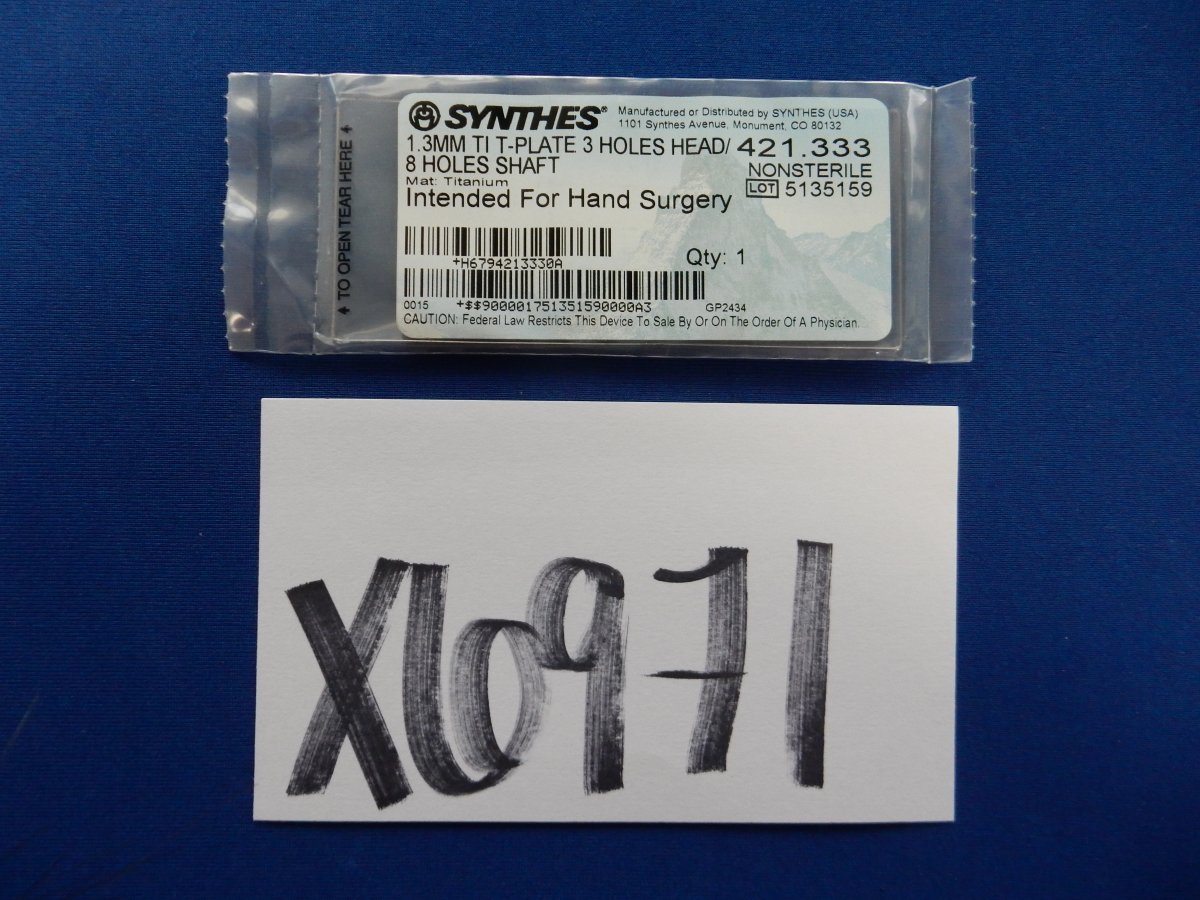 ▲ TO OPEN TEAR HERE ▲
SYNTHES® Manufactured or Distributed by SYNTHES (USA)
1101 Synthes Avenue, Monument, CO 80132
1.3MM TI T-PLATE 3 HOLES HEAD/ 421.333
8 HOLES SHAFT NONSTERILE
Mat: Titanium LOT 5135159
Intended For Hand Surgery
Qty: 1
+H6794213330A
0015 +$$900001751351590000A3 GP2434
CAUTION: Federal Law Restricts This Device To Sale By Or On The Order Of A Physician.
X6971